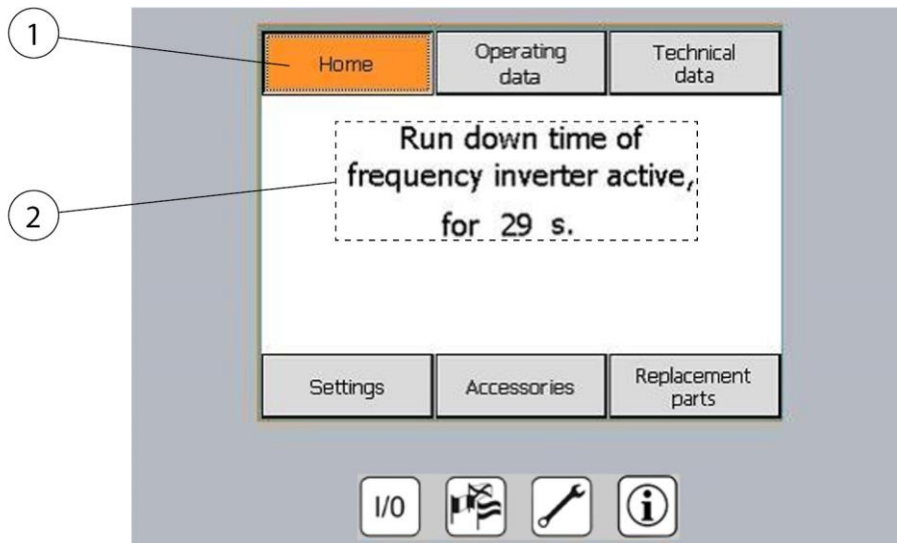 1
Home
Operating
data
Technical
data
Run down time of
frequency inverter active,
for 29 s.
2
Settings
Accessories
Replacement
parts
I/0
i